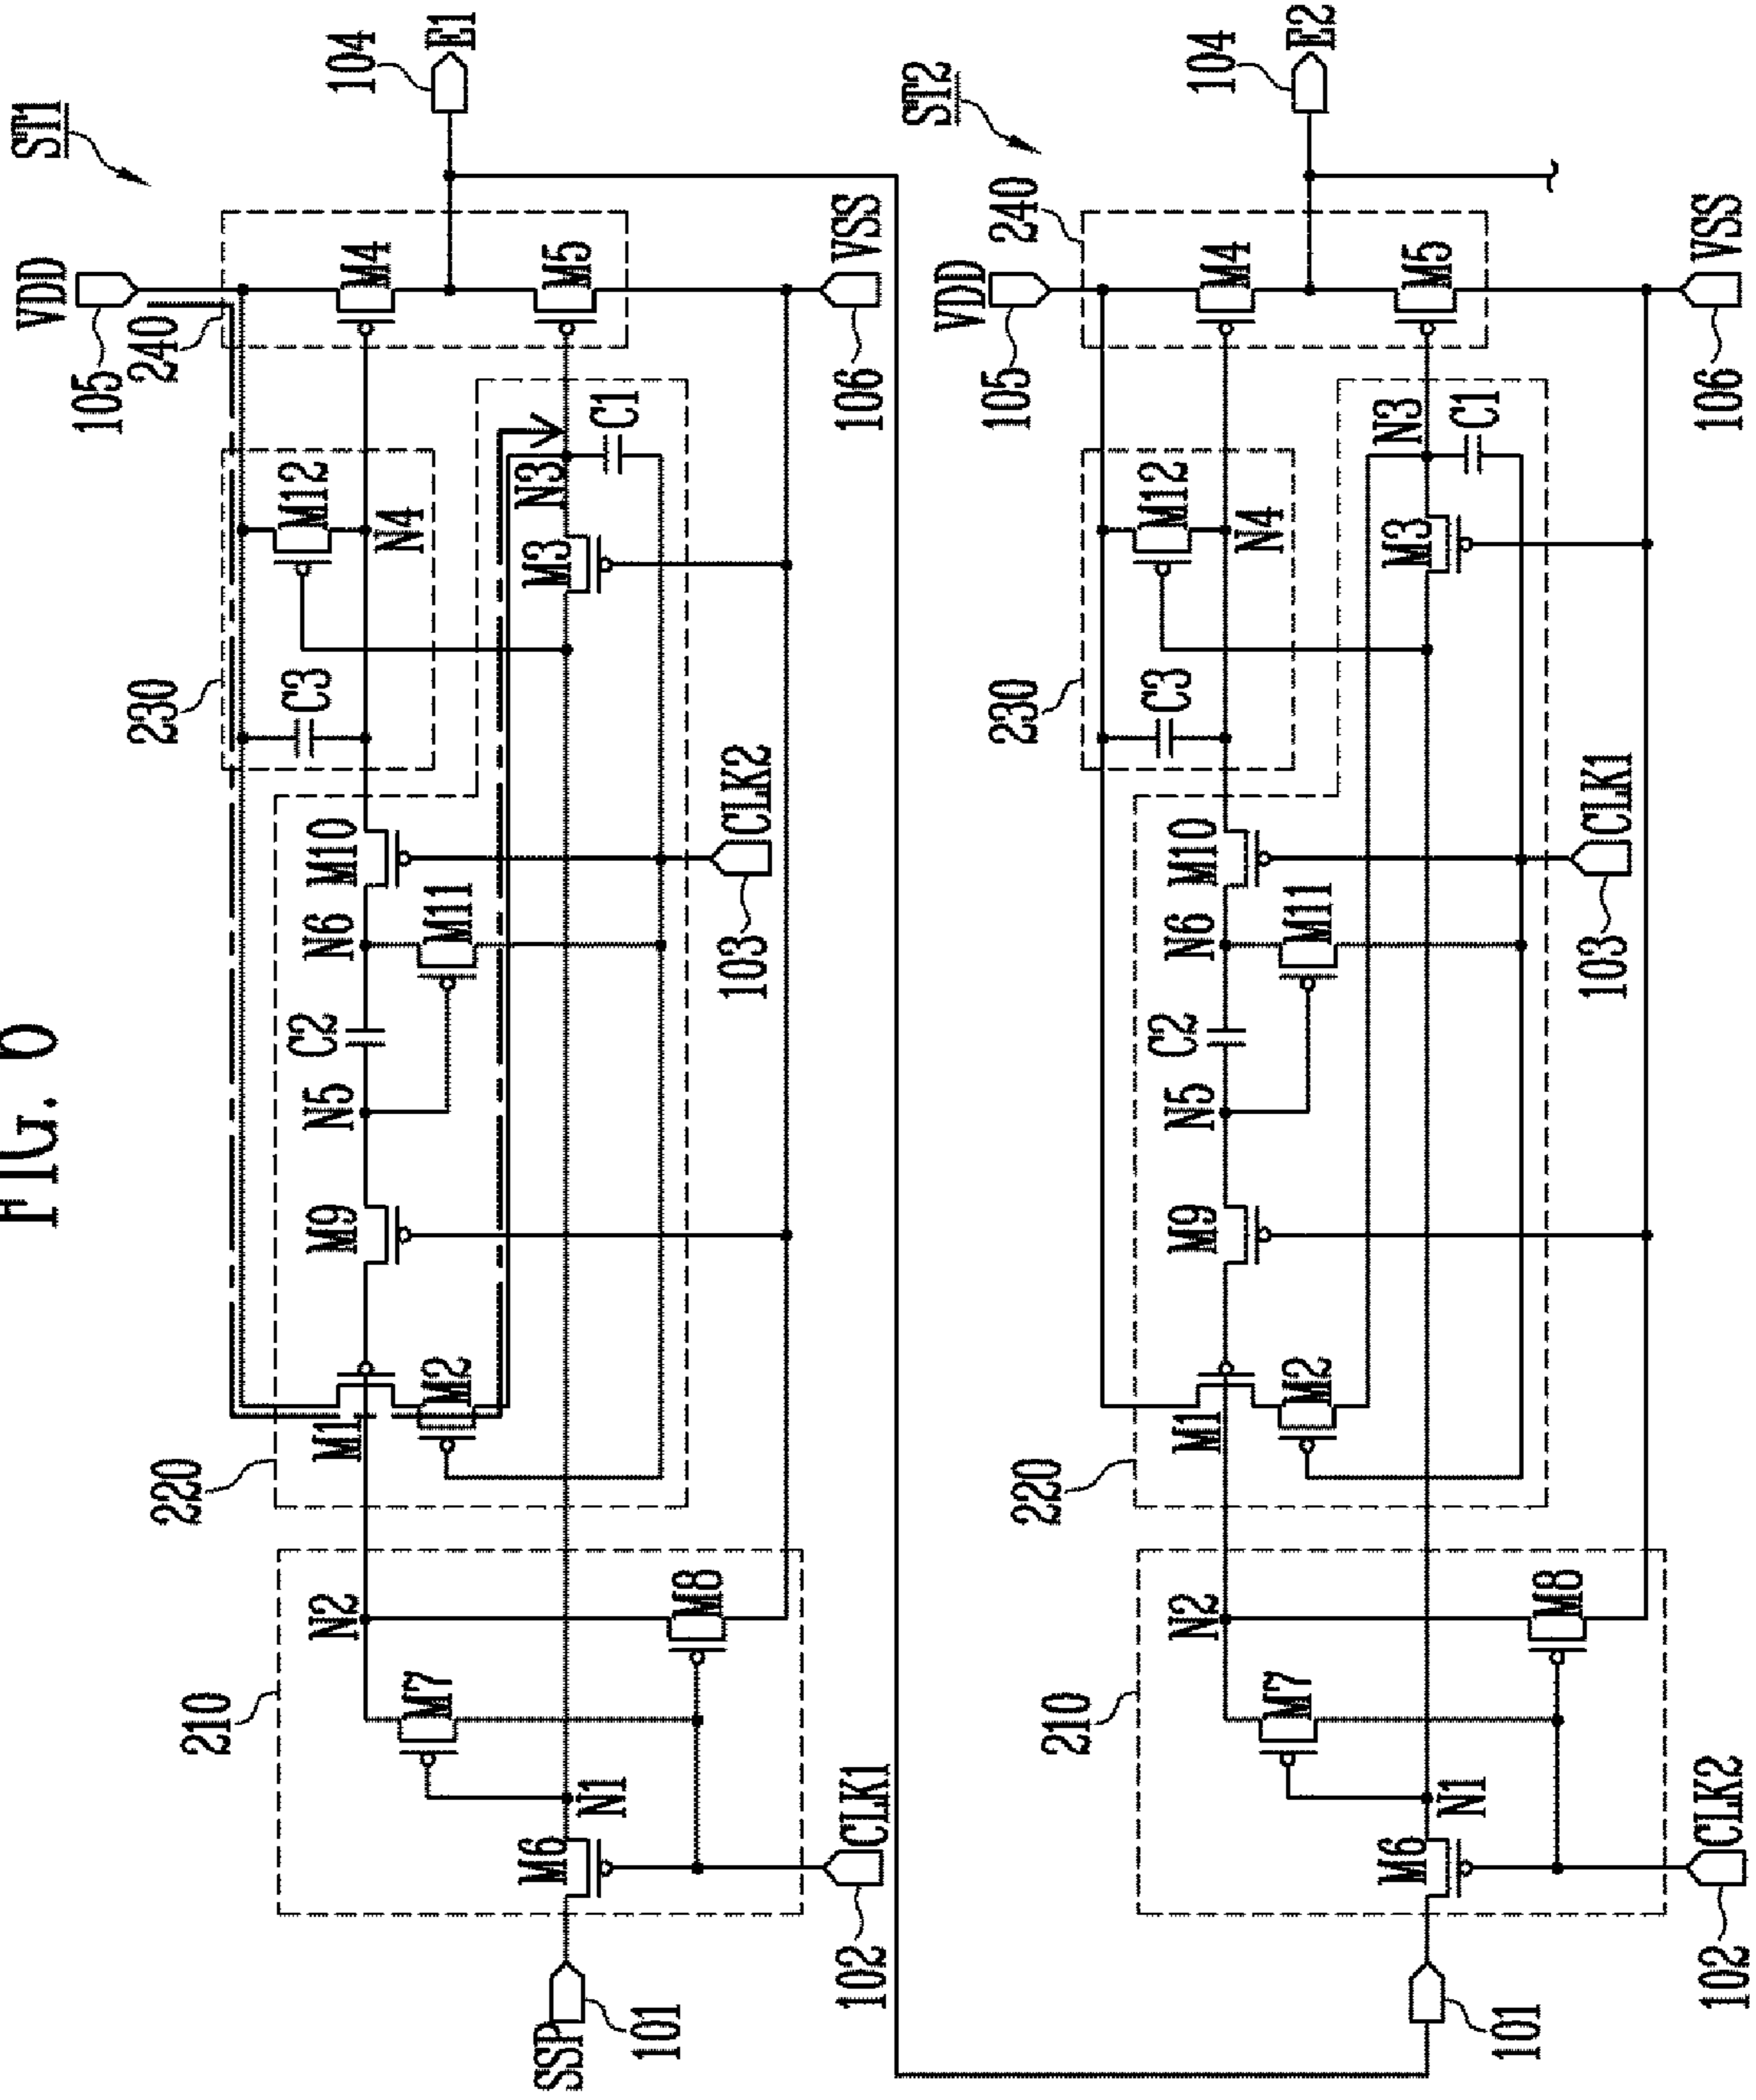 FIG. 6
ST1
VDD
105
240
104
E1
M4
M5
VSS
106
230
M12
C3
N4
N3
C1
M3
M10
N6
M11
C2
N5
M9
CLK2
103
220
M1
M2
210
N2
M7
M8
N1
M6
CLK1
102
SSP
101
ST2
VDD
105
240
104
E2
M4
M5
VSS
106
230
M12
C3
N4
N3
C1
M3
M10
N6
M11
C2
N5
M9
CLK1
103
220
M1
M2
210
N2
M7
M8
N1
M6
CLK2
102
101